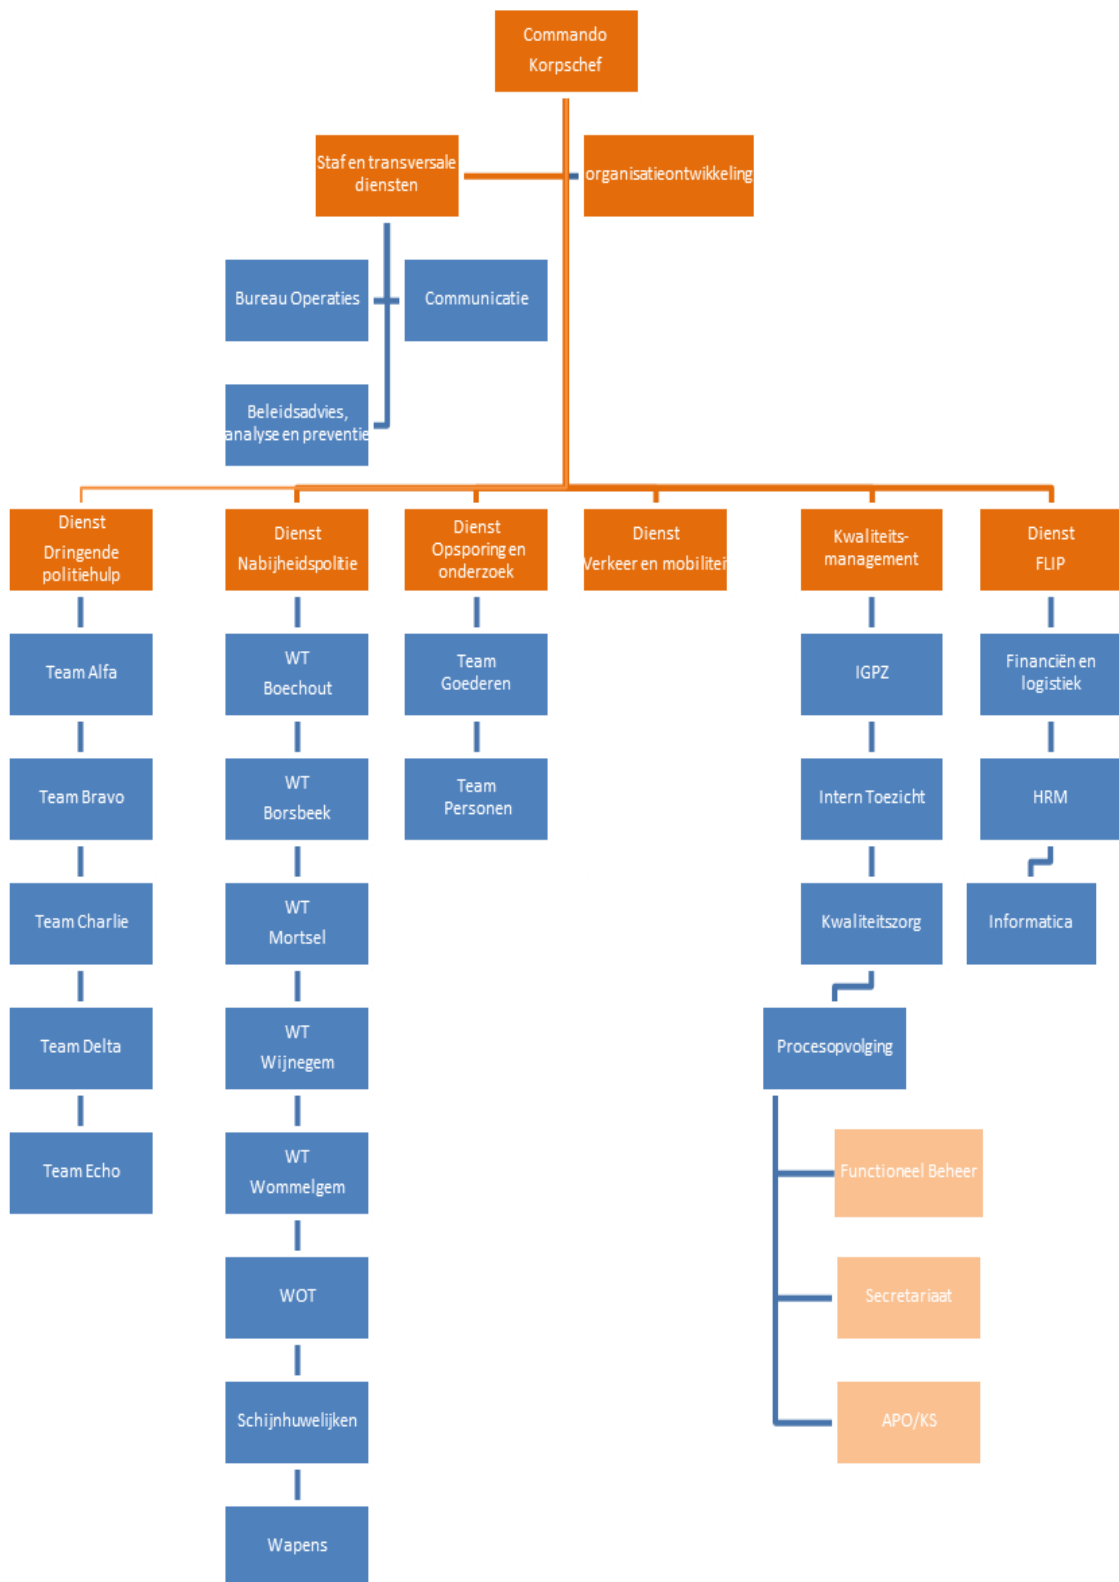 Commando
Korpschef
Staf en transversale
diensten
organisatieontwikkeling
Bureau Operaties
Communicatie
Beleidsadvies,
analyse en preventie
Dienst
Dringende
politiehulp
Dienst
Nabijheidspolitie
Dienst
Opsporing en
onderzoek
Dienst
Verkeer en mobiliteit
Kwaliteits-
management
Dienst
FLIP
Team Alfa
WT
Boechout
Team
Goederen
IGPZ
Financiën en
logistiek
Team Bravo
WT
Borsbeek
Team
Personen
Intern Toezicht
HRM
Team Charlie
WT
Mortsel
Kwaliteitszorg
Informatica
Team Delta
WT
Wijnegem
Procesopvolging
Team Echo
WT
Wommelgem
Functioneel Beheer
WOT
Secretariaat
Schijnhuwelijken
APO/KS
Wapens